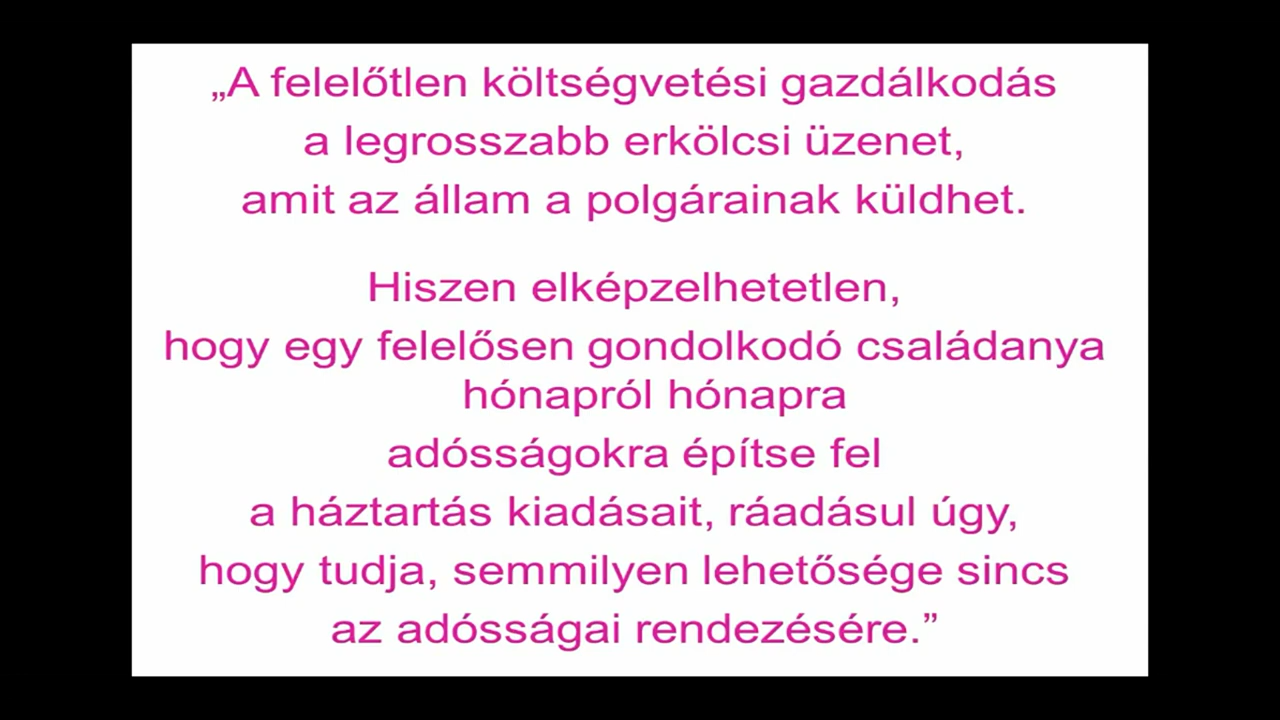 „A felelőtlen költségvetési gazdálkodás
a legrosszabb erkölcsi üzenet,
amit az állam a polgárainak küldhet.
Hiszen elképzelhetetlen,
hogy egy felelősen gondolkodó családanya
hónapról hónapra
adósságokra építse fel
a háztartás kiadásait, ráadásul úgy,
hogy tudja, semmilyen lehetősége sincs
az adósságai rendezésére.”